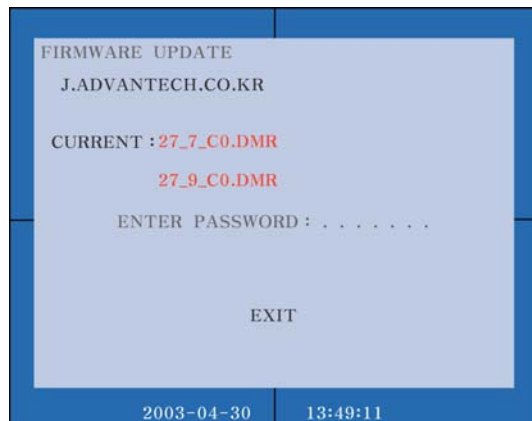 FIRMWARE UPDATE
J.ADVANTECH.CO.KR
CURRENT : 27_7_C0.DMR
27_9_C0.DMR
ENTER PASSWORD : . . . . . . .
EXIT
2003-04-30 13:49:11